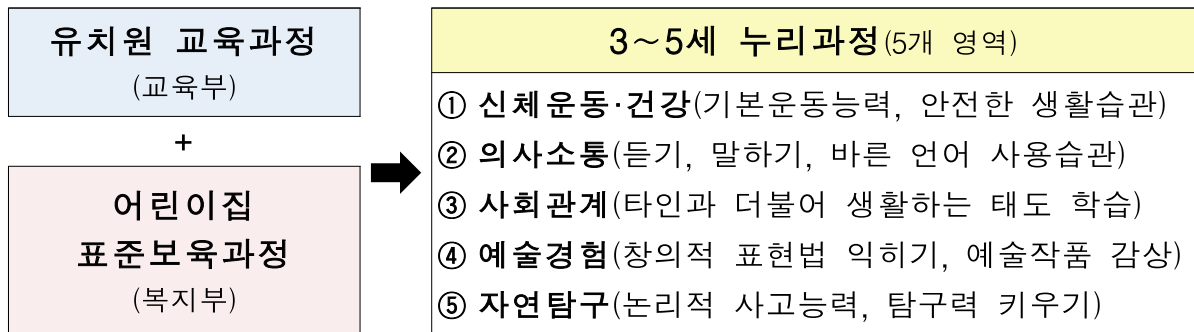 유치원 교육과정
(교육부)
+
어린이집
표준보육과정
(복지부)
3～5세 누리과정(5개 영역)
① 신체운동·건강(기본운동능력, 안전한 생활습관)
② 의사소통(듣기, 말하기, 바른 언어 사용습관)
③ 사회관계(타인과 더불어 생활하는 태도 학습)
④ 예술경험(창의적 표현법 익히기, 예술작품 감상)
⑤ 자연탐구(논리적 사고능력, 탐구력 키우기)